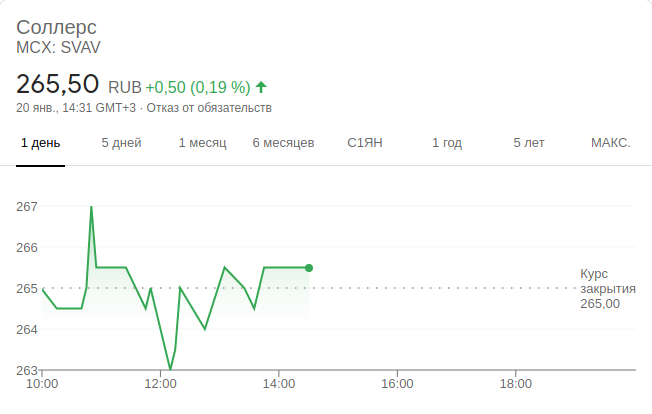 Соллерс
MCX: SVAV
265,50 RUB +0,50 (0,19 %)
20 янв., 14:31 GMT+3 · Отказ от обязательств
1 день 5 дней 1 месяц 6 месяцев С1ЯН 1 год 5 лет МАКС.
267
266
265
264
263
Курс
закрытия
265,00
10:00 12:00 14:00 16:00 18:00